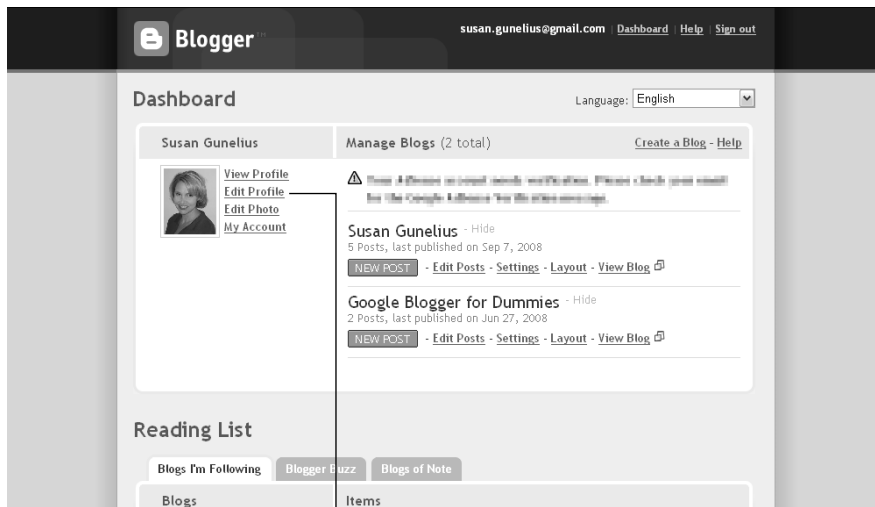 susan.gunelius@gmail.com | Dashboard | Help | Sign out
Blogger™
Dashboard
Language: English
Susan Gunelius
View Profile
Edit Profile
Edit Photo
My Account
Manage Blogs (2 total)
Create a Blog - Help
Susan Gunelius - Hide
5 Posts, last published on Sep 7, 2008
NEW POST - Edit Posts - Settings - Layout - View Blog
Google Blogger for Dummies - Hide
2 Posts, last published on Jun 27, 2008
NEW POST - Edit Posts - Settings - Layout - View Blog
Reading List
Blogs I'm Following Blogger Buzz Blogs of Note
Blogs Items